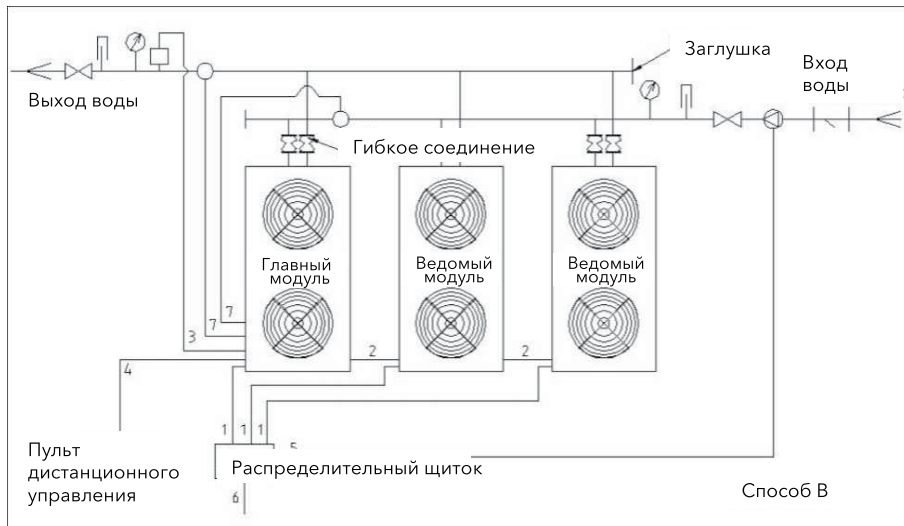 Заглушка
Вход
воды
Выход воды
Гибкое соединение
Главный
модуль
Ведомый
модуль
Ведомый
модуль
7
7
3
4
2
2
1
1
1
5
Распределительный щиток
6
Пульт
дистанционного
управления
Способ В